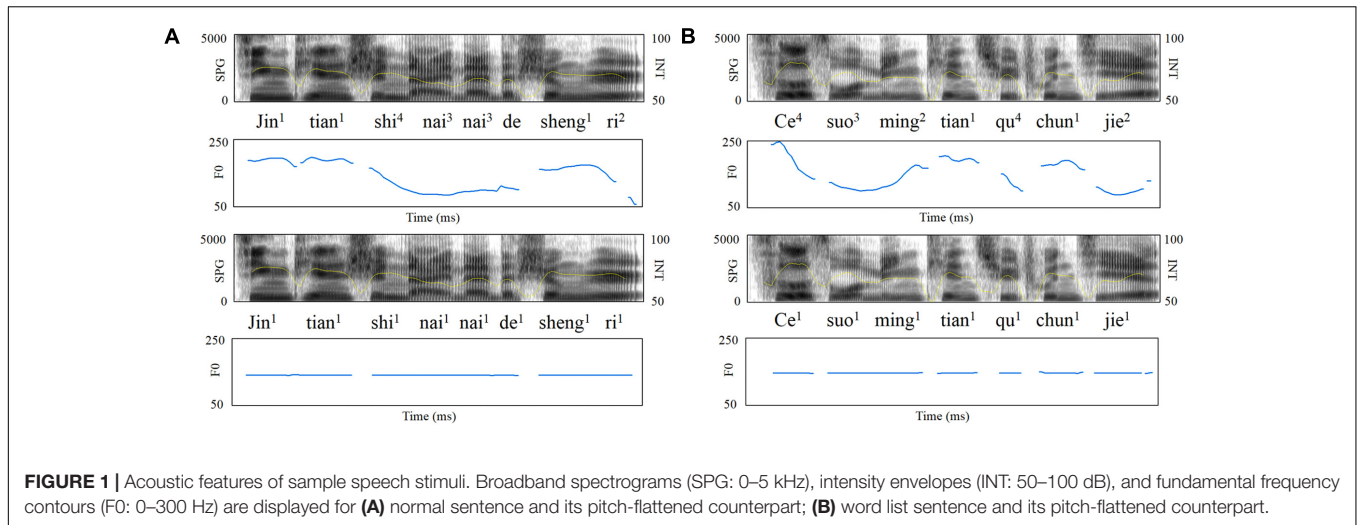 A
5000
SPG
0
100
INT
50
Jin¹ tian¹ shi⁴ nai³ nai³ de sheng¹ ri²
250
F0
50
Time (ms)
5000
SPG
0
100
INT
50
Jin¹ tian¹ shi¹ nai¹ nai¹ de¹ sheng¹ ri¹
250
F0
50
Time (ms)
B
5000
SPG
0
100
INT
50
Ce⁴ suo³ ming² tian¹ qu⁴ chun¹ jie²
250
F0
50
Time (ms)
5000
SPG
0
100
INT
50
Ce¹ suo¹ ming¹ tian¹ qu¹ chun¹ jie¹
250
F0
50
Time (ms)
FIGURE 1 | Acoustic features of sample speech stimuli. Broadband spectrograms (SPG: 0–5 kHz), intensity envelopes (INT: 50–100 dB), and fundamental frequency
contours (F0: 0–300 Hz) are displayed for (A) normal sentence and its pitch-flattened counterpart; (B) word list sentence and its pitch-flattened counterpart.